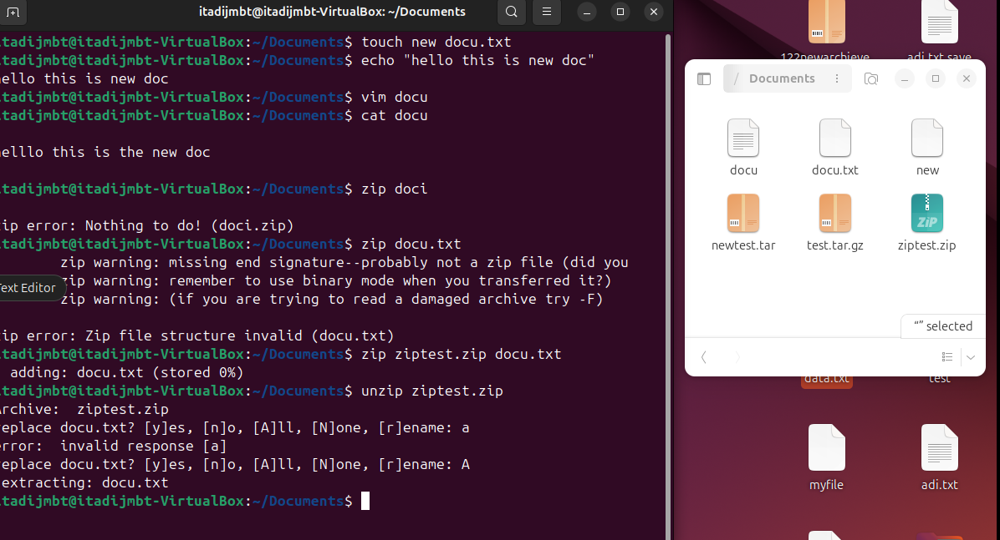 itadijmbt@itadijmbt-VirtualBox: ~/Documents
itadijmbt@itadijmbt-VirtualBox:~/Documents$ touch new docu.txt
itadijmbt@itadijmbt-VirtualBox:~/Documents$ echo "hello this is new doc"
hello this is new doc
itadijmbt@itadijmbt-VirtualBox:~/Documents$ vim docu
itadijmbt@itadijmbt-VirtualBox:~/Documents$ cat docu
helllo this is the new doc
itadijmbt@itadijmbt-VirtualBox:~/Documents$ zip doci
zip error: Nothing to do! (doci.zip)
itadijmbt@itadijmbt-VirtualBox:~/Documents$ zip docu.txt
zip warning: missing end signature--probably not a zip file (did you
zip warning: remember to use binary mode when you transferred it?)
Text Editor
zip warning: (if you are trying to read a damaged archive try -F)
zip error: Zip file structure invalid (docu.txt)
itadijmbt@itadijmbt-VirtualBox:~/Documents$ zip ziptest.zip docu.txt
adding: docu.txt (stored 0%)
itadijmbt@itadijmbt-VirtualBox:~/Documents$ unzip ziptest.zip
Archive:  ziptest.zip
replace docu.txt? [y]es, [n]o, [A]ll, [N]one, [r]ename: a
error:  invalid response [a]
replace docu.txt? [y]es, [n]o, [A]ll, [N]one, [r]ename: A
extracting: docu.txt
itadijmbt@itadijmbt-VirtualBox:~/Documents$
122newarchieve
adi.txt.save
/ Documents
docu
docu.txt
new
newtest.tar
test.tar.gz
ZiP
ziptest.zip
“” selected
data.txt
test
myfile
adi.txt